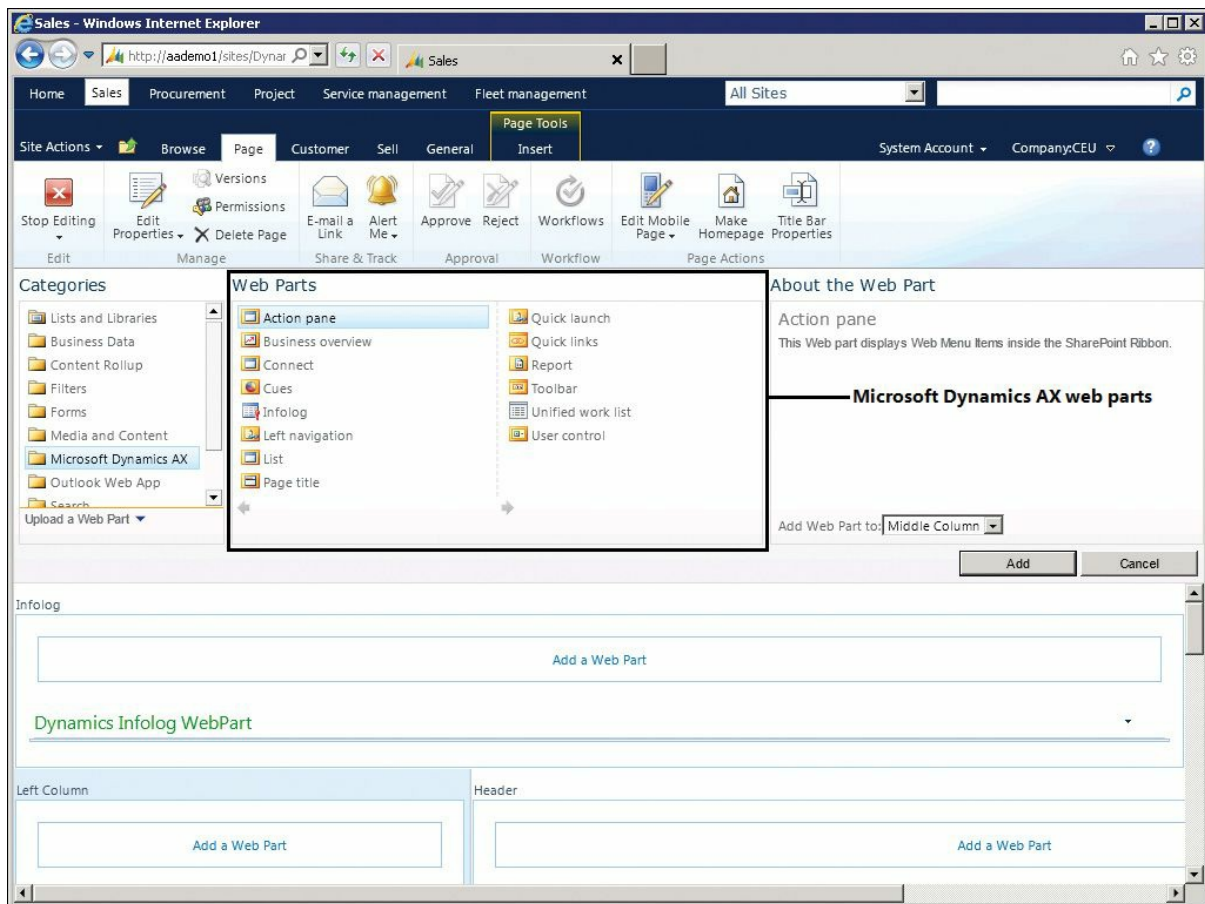 Sales - Windows Internet Explorer
http://aademo1/sites/Dynar
Sales
Home Sales Procurement Project Service management Fleet management All Sites
Page Tools
Site Actions Browse Page Customer Sell General Insert System Account Company:CEU
Stop Editing
Edit Properties
Versions
Permissions
Delete Page
E-mail a Link
Alert Me
Approve
Reject
Workflows
Edit Mobile Page
Make Homepage
Title Bar Properties
Edit Manage Share & Track Approval Workflow Page Actions
Categories
Lists and Libraries
Business Data
Content Rollup
Filters
Forms
Media and Content
Microsoft Dynamics AX
Outlook Web App
Search
Upload a Web Part
Web Parts
Action pane
Business overview
Connect
Cues
Infolog
Left navigation
List
Page title
Quick launch
Quick links
Report
Toolbar
Unified work list
User control
About the Web Part
Action pane
This Web part displays Web Menu Items inside the SharePoint Ribbon.
Microsoft Dynamics AX web parts
Add Web Part to: Middle Column
Add Cancel
Infolog
Add a Web Part
Dynamics Infolog WebPart
Left Column Header
Add a Web Part Add a Web Part